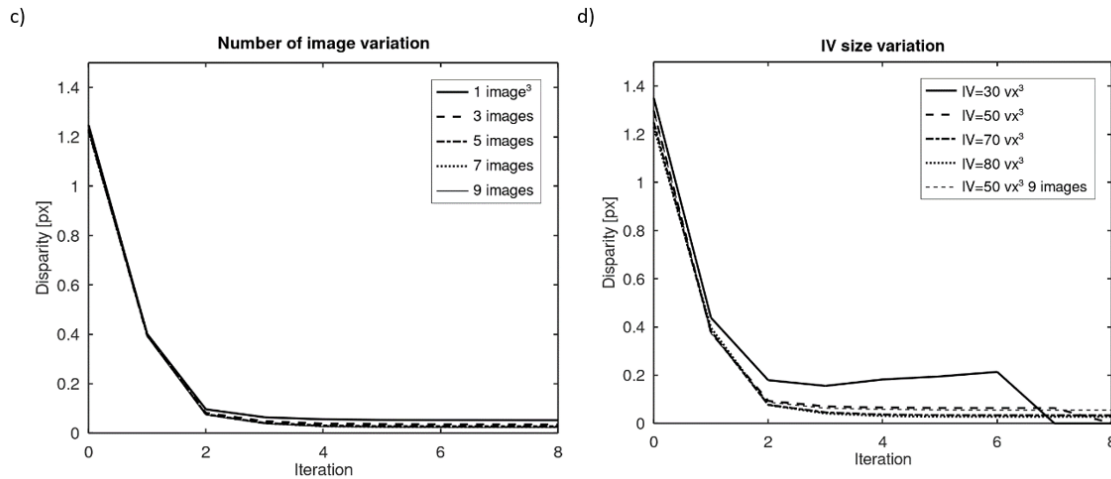 c)
Number of image variation
1.4
1.2
1
0.8
0.6
0.4
0.2
0
Disparity [px]
1 image³
3 images
5 images
7 images
9 images
0 2 4 6 8
Iteration
d)
IV size variation
1.4
1.2
1
0.8
0.6
0.4
0.2
0
Disparity [px]
IV=30 vx³
IV=50 vx³
IV=70 vx³
IV=80 vx³
IV=50 vx³ 9 images
0 2 4 6 8
Iteration